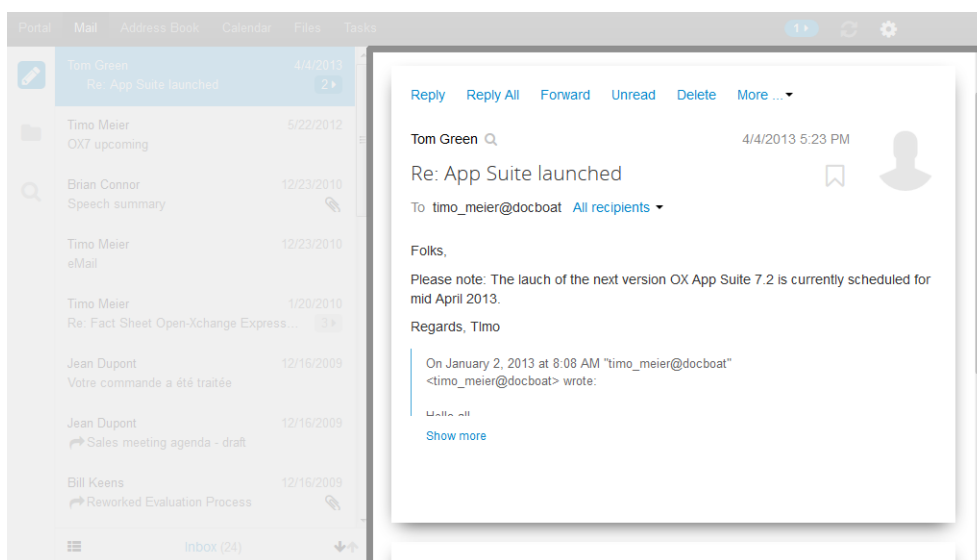 Portal Mail Address Book Calendar Files Tasks 1
Tom Green 4/4/2013
Re: App Suite launched 2
Timo Meier 5/22/2012
OX7 upcoming
Brian Connor 12/23/2010
Speech summary
Timo Meier 12/23/2010
eMail
Timo Meier 1/20/2010
Re: Fact Sheet Open-Xchange Express... 3
Jean Dupont 12/16/2009
Votre commande a été traitée
Jean Dupont 12/16/2009
Sales meeting agenda - draft
Bill Keens 12/16/2009
Reworked Evaluation Process
Inbox (24)
Reply Reply All Forward Unread Delete More ...
Tom Green 4/4/2013 5:23 PM
Re: App Suite launched
To timo_meier@docboat All recipients
Folks,
Please note: The lauch of the next version OX App Suite 7.2 is currently scheduled for
mid April 2013.
Regards, TImo
On January 2, 2013 at 8:08 AM "timo_meier@docboat"
<timo_meier@docboat> wrote:
Hello all
Show more